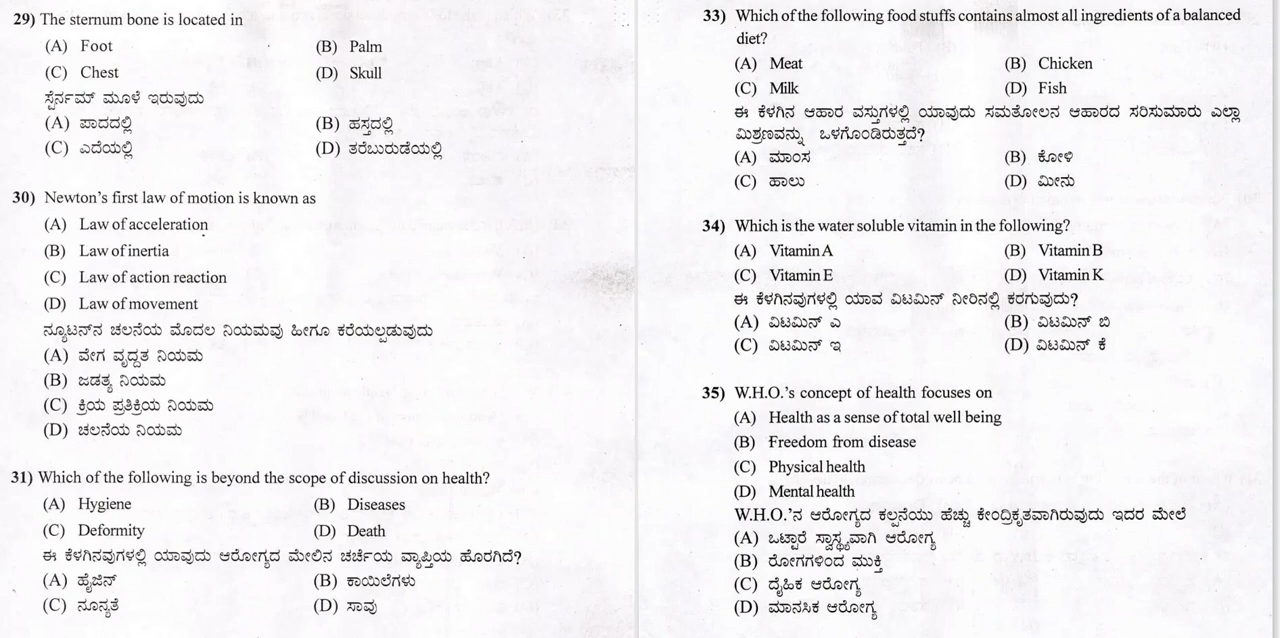 29) The sternum bone is located in
(A) Foot (B) Palm
(C) Chest (D) Skull
ಸ್ಟೆರ್ನಮ್ ಮೂಳೆ ಇರುವುದು
(A) ಪಾದದಲ್ಲಿ (B) ಹಸ್ತದಲ್ಲಿ
(C) ಎದೆಯಲ್ಲಿ (D) ತಲೆಬುರುಡೆಯಲ್ಲಿ
30) Newton's first law of motion is known as
(A) Law of acceleration
(B) Law of inertia
(C) Law of action reaction
(D) Law of movement
ನ್ಯೂಟನ್‌ನ ಚಲನೆಯ ಮೊದಲ ನಿಯಮವು ಹೀಗೂ ಕರೆಯಲ್ಪಡುವುದು
(A) ವೇಗ ವೃದ್ಧತ ನಿಯಮ
(B) ಜಡತ್ವ ನಿಯಮ
(C) ಕ್ರಿಯ ಪ್ರತಿಕ್ರಿಯ ನಿಯಮ
(D) ಚಲನೆಯ ನಿಯಮ
31) Which of the following is beyond the scope of discussion on health?
(A) Hygiene (B) Diseases
(C) Deformity (D) Death
ಈ ಕೆಳಗಿನವುಗಳಲ್ಲಿ ಯಾವುದು ಆರೋಗ್ಯದ ಮೇಲಿನ ಚರ್ಚೆಯ ವ್ಯಾಪ್ತಿಯ ಹೊರಗಿದೆ?
(A) ಹೈಜಿನ್ (B) ಕಾಯಿಲೆಗಳು
(C) ನೂನ್ಯತೆ (D) ಸಾವು
33) Which of the following food stuffs contains almost all ingredients of a balanced
diet?
(A) Meat (B) Chicken
(C) Milk (D) Fish
ಈ ಕೆಳಗಿನ ಆಹಾರ ವಸ್ತುಗಳಲ್ಲಿ ಯಾವುದು ಸಮತೋಲನ ಆಹಾರದ ಸರಿಸುಮಾರು ಎಲ್ಲಾ
ಮಿಶ್ರಣವನ್ನು ಒಳಗೊಂಡಿರುತ್ತದೆ?
(A) ಮಾಂಸ (B) ಕೋಳಿ
(C) ಹಾಲು (D) ಮೀನು
34) Which is the water soluble vitamin in the following?
(A) Vitamin A (B) Vitamin B
(C) Vitamin E (D) Vitamin K
ಈ ಕೆಳಗಿನವುಗಳಲ್ಲಿ ಯಾವ ವಿಟಮಿನ್ ನೀರಿನಲ್ಲಿ ಕರಗುವುದು?
(A) ವಿಟಮಿನ್ ಎ (B) ವಿಟಮಿನ್ ಬಿ
(C) ವಿಟಮಿನ್ ಇ (D) ವಿಟಮಿನ್ ಕೆ
35) W.H.O.'s concept of health focuses on
(A) Health as a sense of total well being
(B) Freedom from disease
(C) Physical health
(D) Mental health
W.H.O.'ನ ಆರೋಗ್ಯದ ಕಲ್ಪನೆಯು ಹೆಚ್ಚು ಕೇಂದ್ರಿಕೃತವಾಗಿರುವುದು ಇದರ ಮೇಲೆ
(A) ಒಟ್ಟಾರೆ ಸ್ವಾಸ್ಥ್ಯವಾಗಿ ಆರೋಗ್ಯ
(B) ರೋಗಗಳಿಂದ ಮುಕ್ತಿ
(C) ದೈಹಿಕ ಆರೋಗ್ಯ
(D) ಮಾನಸಿಕ ಆರೋಗ್ಯ